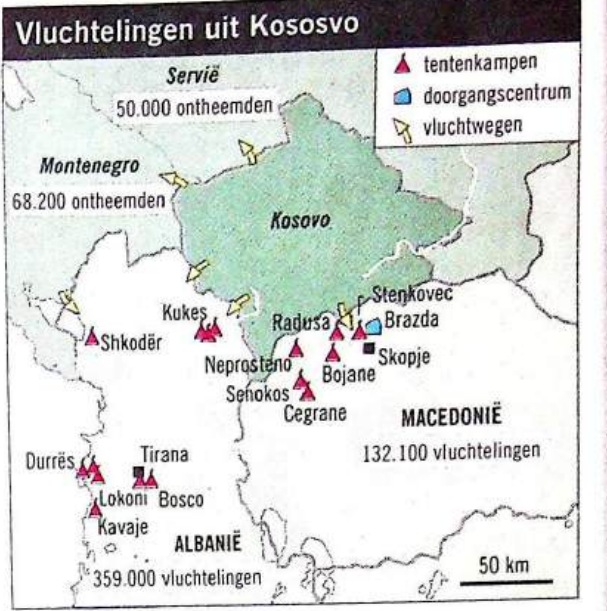 Vluchtelingen uit Kososvo
tentenkampen
doorgangscentrum
vluchtwegen
Servië
50.000 ontheemden
Montenegro
68.200 ontheemden
Kosovo
Stenkovec
Kukeş
Radusa
Brazda
Shkodër
Skopje
Neprosteno
Bojane
Senokos
Cegrane
MACEDONIË
132.100 vluchtelingen
Durrës
Tirana
Lokoni
Bosco
Kavaje
ALBANIË
359.000 vluchtelingen
50 km